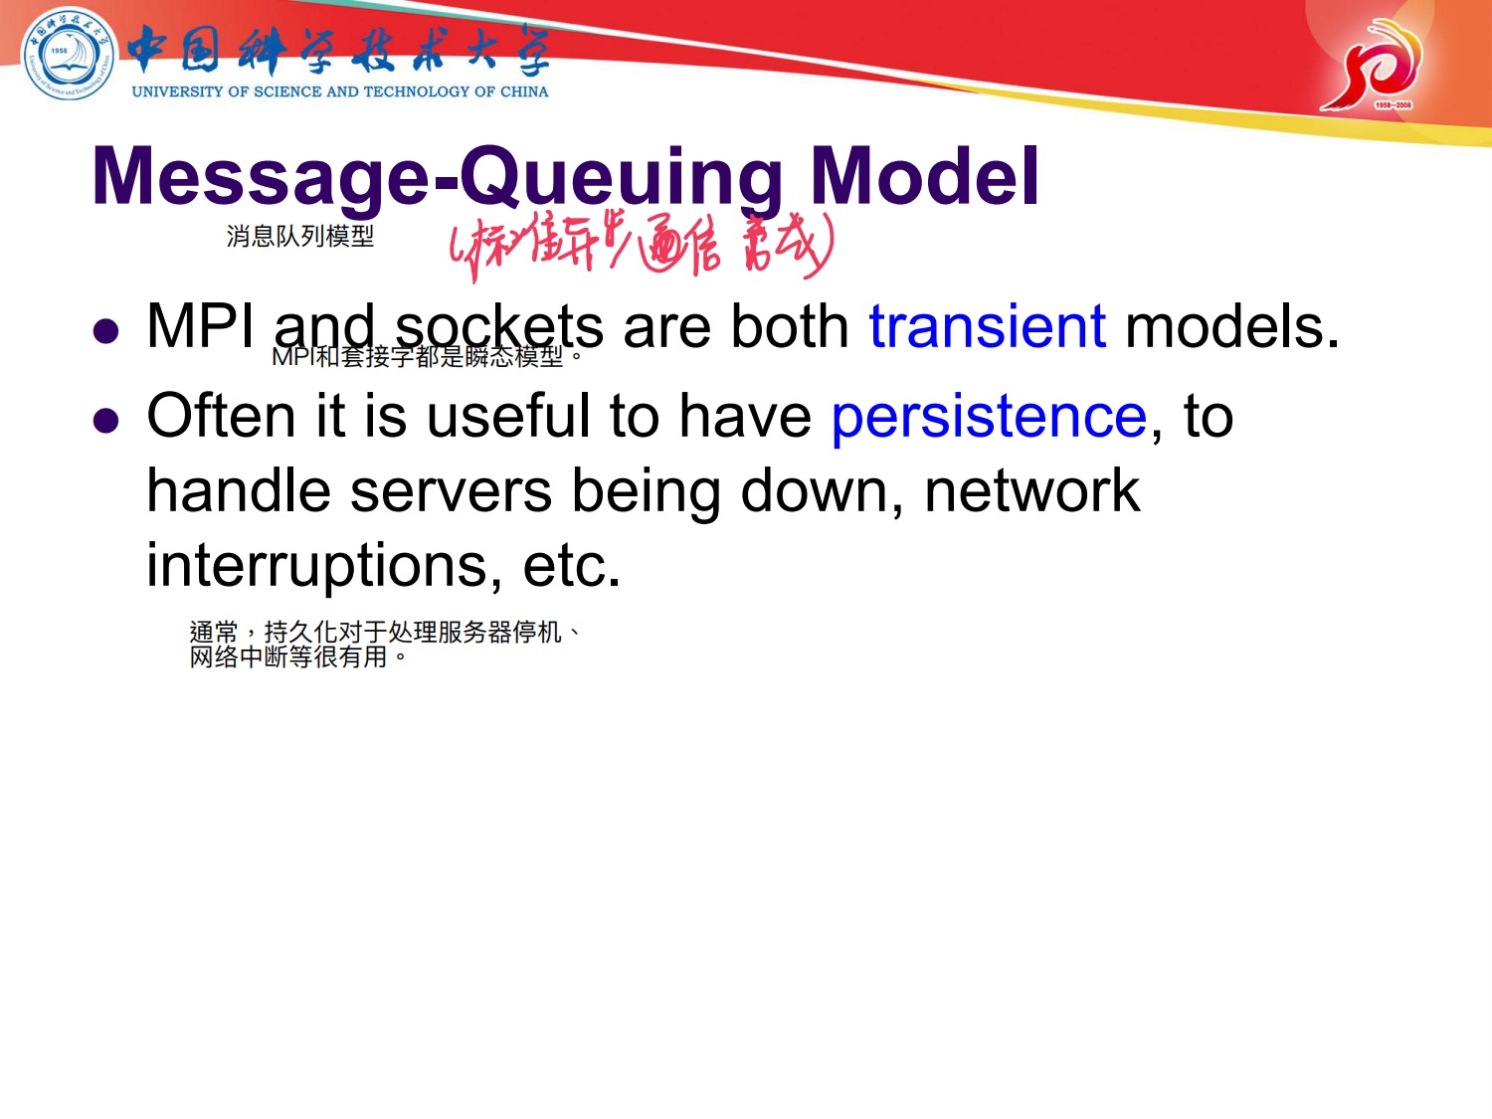 中国科学技术大学
UNIVERSITY OF SCIENCE AND TECHNOLOGY OF CHINA
1958
1958-2008
Message-Queuing Model
消息队列模型
(标准异步通信 )
MPI and sockets are both transient models.
MPI和套接字都是瞬态模型。
Often it is useful to have persistence, to
handle servers being down, network
interruptions, etc.
通常，持久化对于处理服务器停机、
网络中断等很有用。